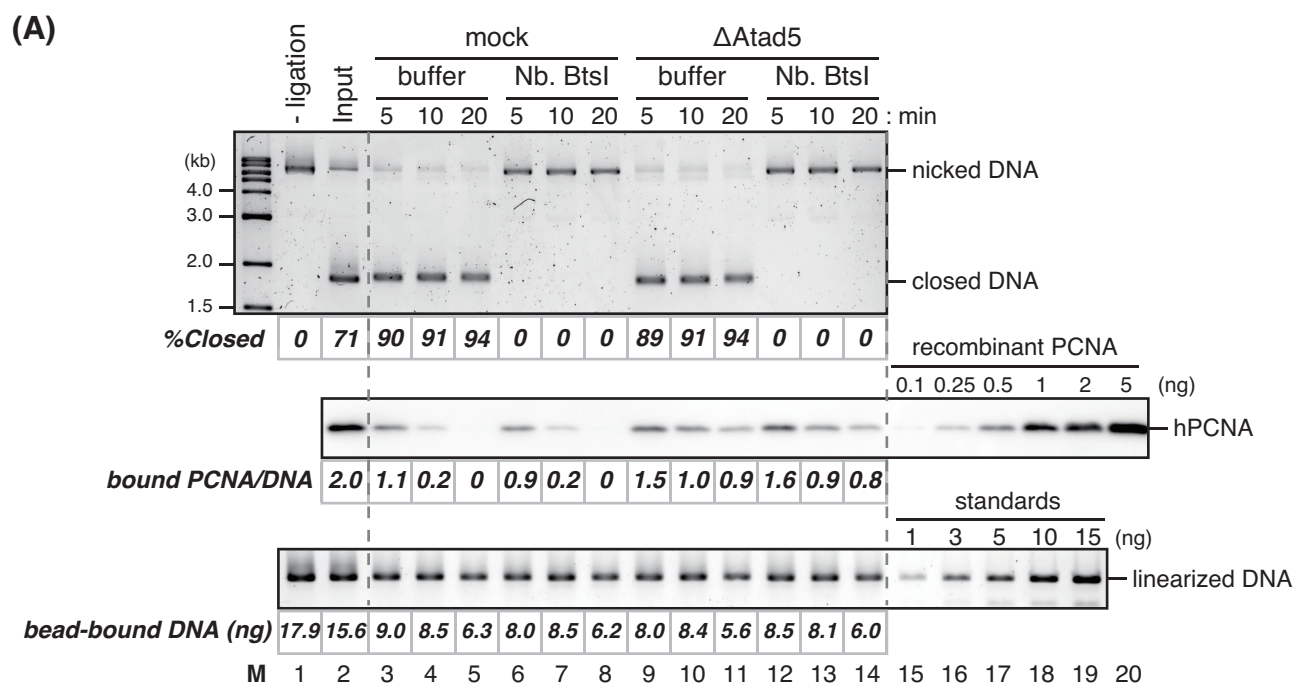 (A)
mock ΔAtad5
- ligation Input buffer Nb. BtsI buffer Nb. BtsI
5 10 20 5 10 20 5 10 20 5 10 20 : min
(kb)
nicked DNA
4.0
3.0
2.0
closed DNA
1.5
%Closed 0 71 90 91 94 0 0 0 89 91 94 0 0 0
recombinant PCNA
0.1 0.25 0.5 1 2 5 (ng)
hPCNA
bound PCNA/DNA 2.0 1.1 0.2 0 0.9 0.2 0 1.5 1.0 0.9 1.6 0.9 0.8
standards
1 3 5 10 15 (ng)
linearized DNA
bead-bound DNA (ng) 17.9 15.6 9.0 8.5 6.3 8.0 8.5 6.2 8.0 8.4 5.6 8.5 8.1 6.0
M 1 2 3 4 5 6 7 8 9 10 11 12 13 14 15 16 17 18 19 20